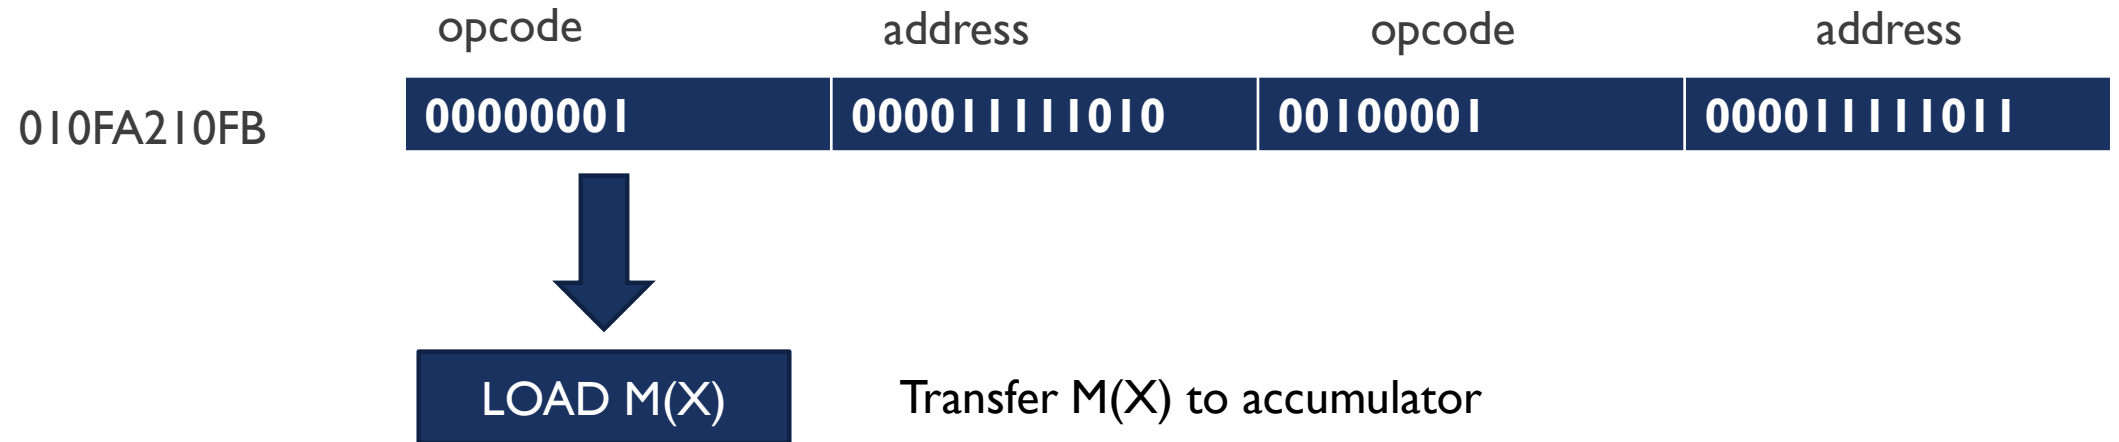 opcode address opcode address
010FA210FB 00000001 000011111010 00100001 000011111011
LOAD M(X) Transfer M(X) to accumulator